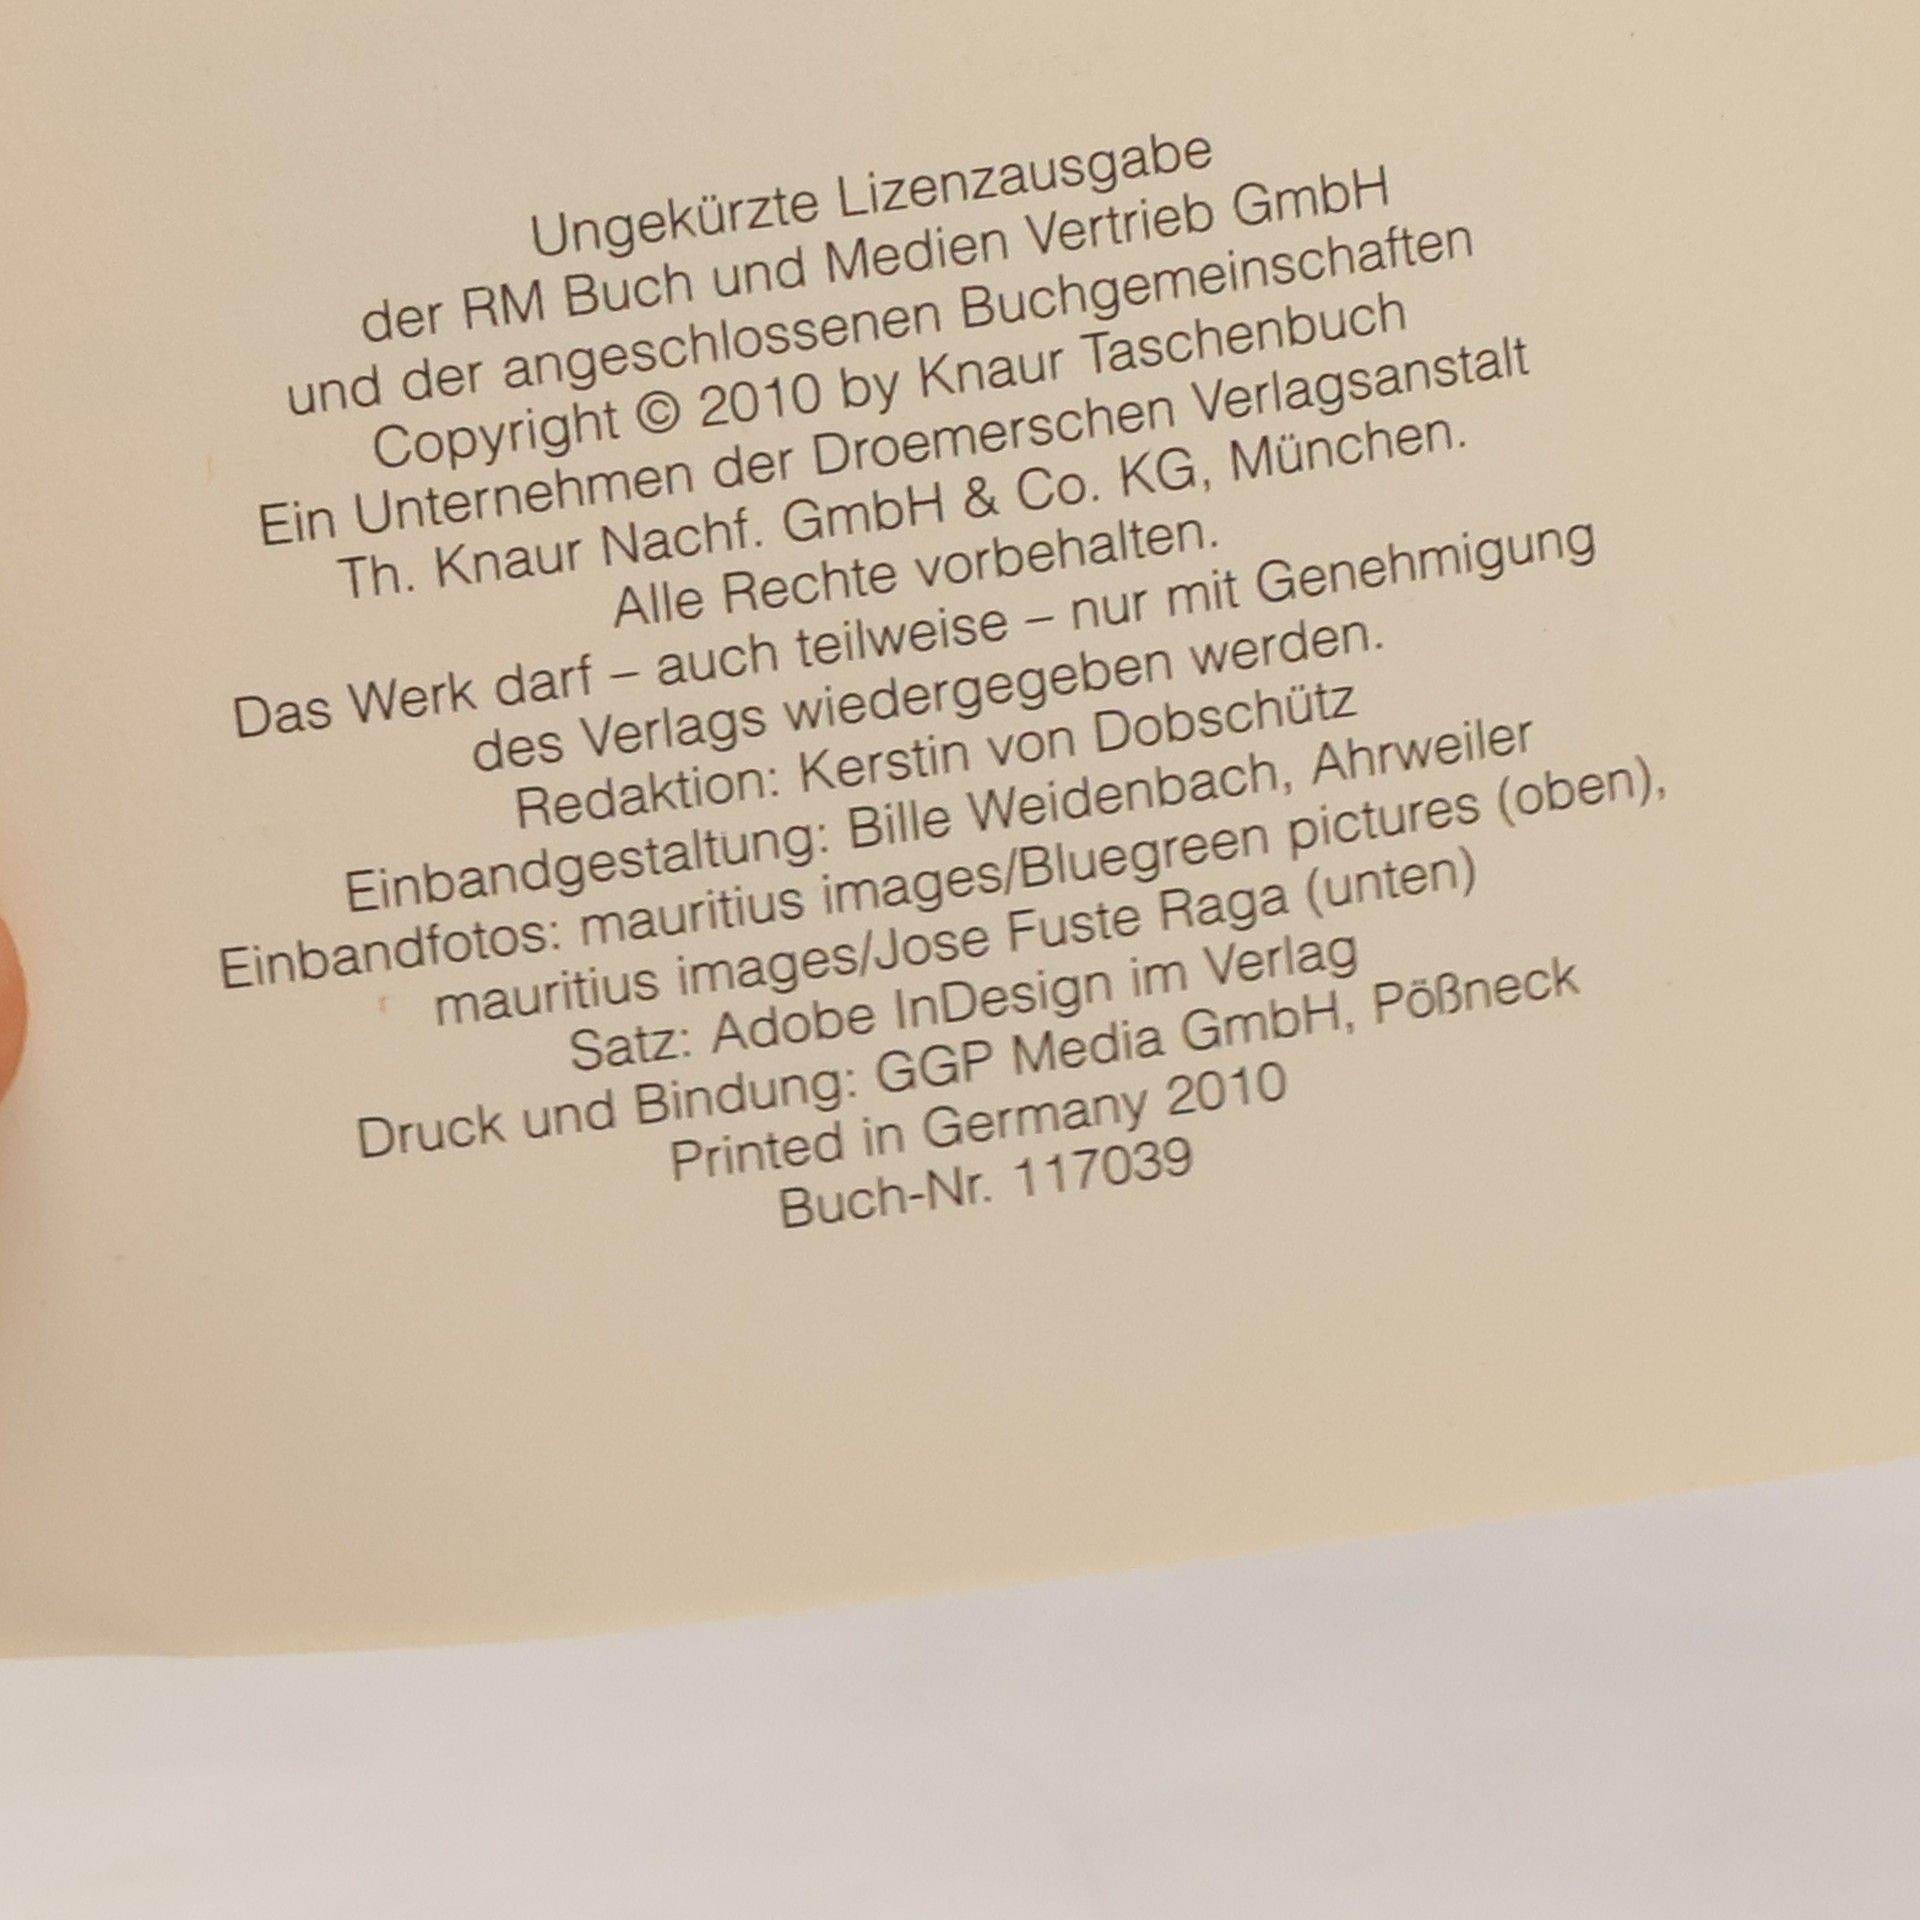 Ungekürzte Lizenzausgabe
der RM Buch und Medien Vertrieb GmbH
und der angeschlossenen Buchgemeinschaften
Copyright © 2010 by Knaur Taschenbuch
Ein Unternehmen der Droemerschen Verlagsanstalt
Th. Knaur Nachf. GmbH & Co. KG, München.
Alle Rechte vorbehalten.
Das Werk darf – auch teilweise – nur mit Genehmigung
des Verlags wiedergegeben werden.
Redaktion: Kerstin von Dobschütz
Einbandgestaltung: Bille Weidenbach, Ahrweiler
Einbandfotos: mauritius images/Bluegreen pictures (oben),
mauritius images/Jose Fuste Raga (unten)
Satz: Adobe InDesign im Verlag
Druck und Bindung: GGP Media GmbH, Pößneck
Printed in Germany 2010
Buch-Nr. 117039